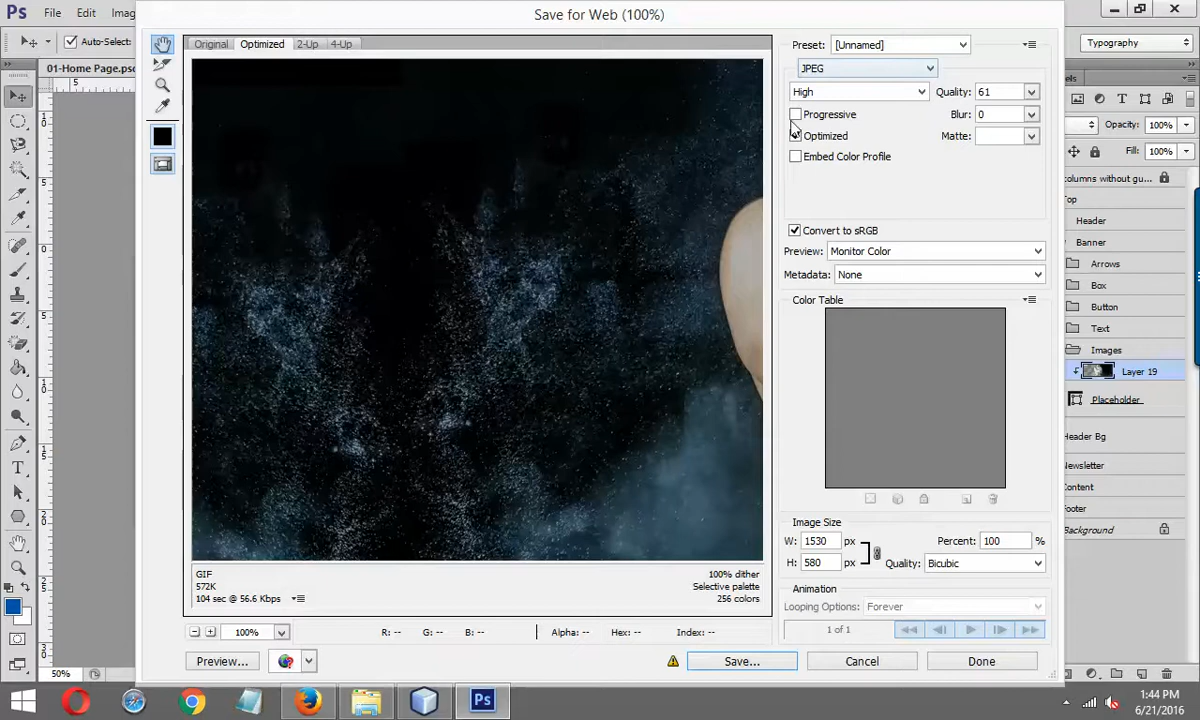 Ps File Edit Ima
Save for Web (100%)
Auto-Select:
Typography
01-Home Page.psd
Original Optimized 2-Up 4-Up
Preset: [Unnamed]
JPEG
High Quality: 61
Progressive Blur: 0
Optimized Matte:
Embed Color Profile
Convert to sRGB
Preview: Monitor Color
Metadata: None
Color Table
Image Size
W: 1530 px Percent: 100 %
H: 580 px Quality: Bicubic
Animation
Looping Options: Forever
1 of 1
GIF
572K
104 sec @ 56.6 Kbps
100% dither
Selective palette
256 colors
100% R: -- G: -- B: -- Alpha: -- Hex: -- Index: --
Preview... Save... Cancel Done
Opacity: 100%
Fill: 100%
columns without gu...
Header
Banner
Arrows
Box
Button
Text
Images
Layer 19
Placeholder
Header Bg
Newsletter
Content
50%
Ps
1:44 PM
6/21/2016